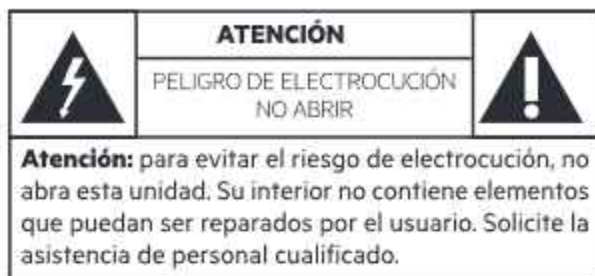 ATENCIÓN
PELIGRO DE ELECTROCUCIÓN
NO ABRIR
Atención: para evitar el riesgo de electrocución, no
abra esta unidad. Su interior no contiene elementos
que puedan ser reparados por el usuario. Solicite la
asistencia de personal cualificado.